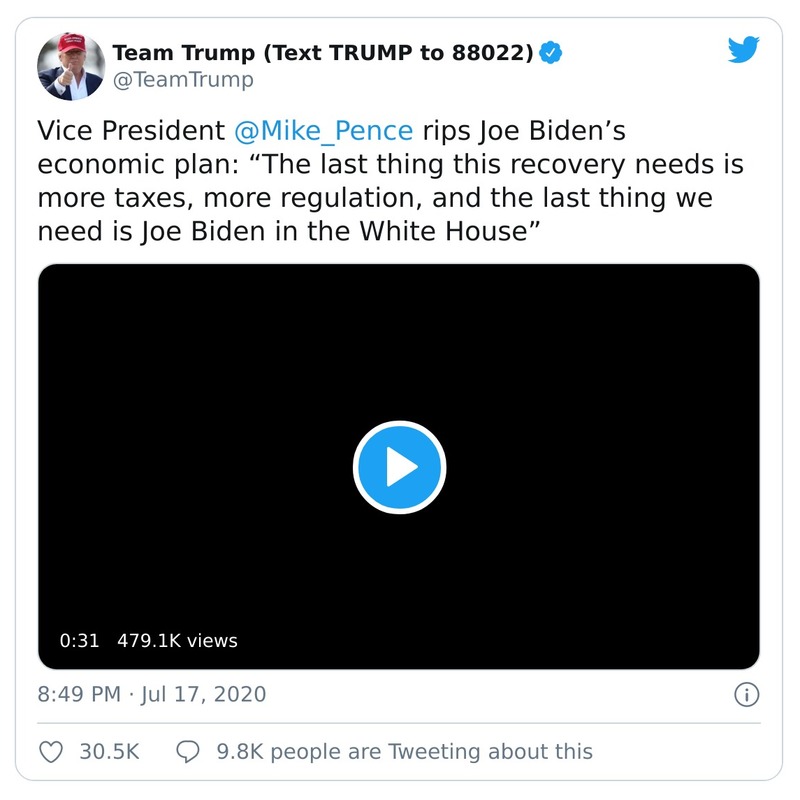 Team Trump (Text TRUMP to 88022)
@TeamTrump
Vice President @Mike_Pence rips Joe Biden’s
economic plan: “The last thing this recovery needs is
more taxes, more regulation, and the last thing we
need is Joe Biden in the White House”
0:31 479.1K views
8:49 PM · Jul 17, 2020
30.5K 9.8K people are Tweeting about this